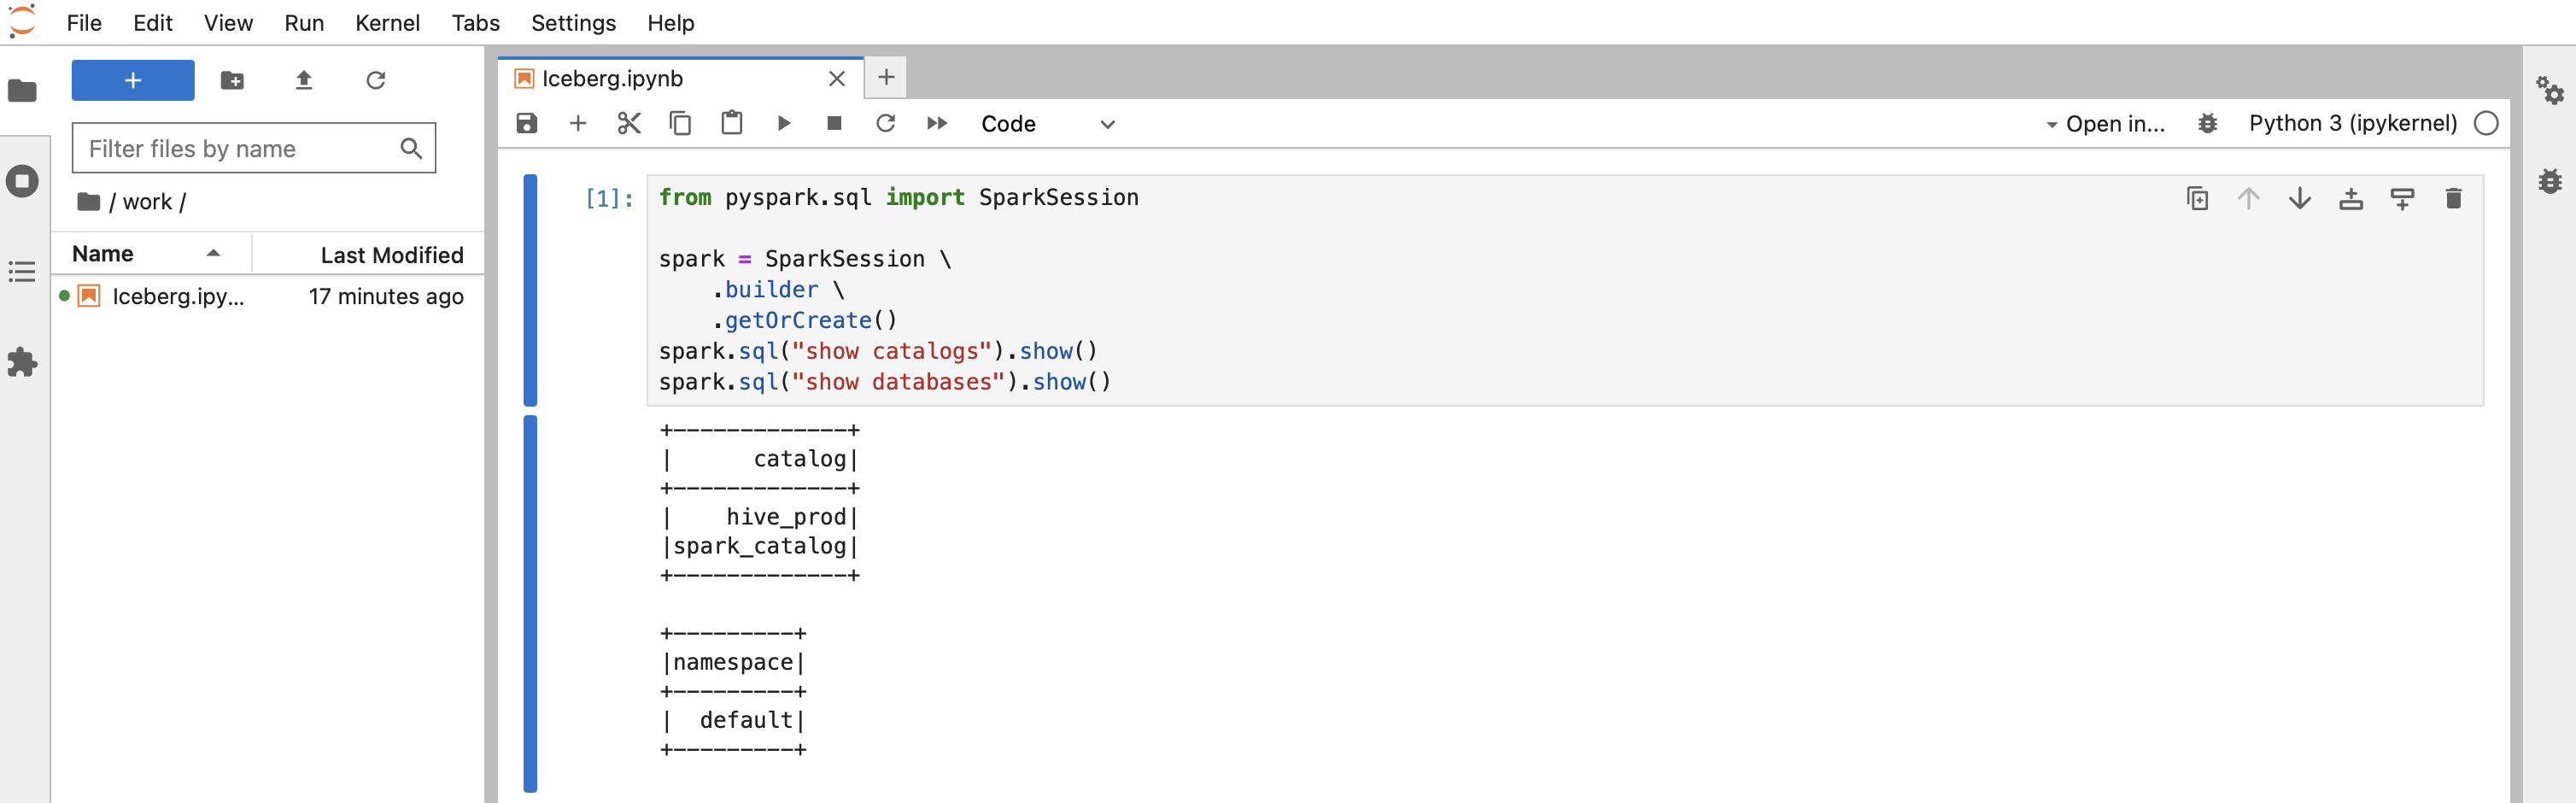 File Edit View Run Kernel Tabs Settings Help
Filter files by name
/ work /
Name Last Modified
Iceberg.ipy... 17 minutes ago
Iceberg.ipynb
Code Open in... Python 3 (ipykernel)
[1]: from pyspark.sql import SparkSession
spark = SparkSession \
    .builder \
    .getOrCreate()
spark.sql("show catalogs").show()
spark.sql("show databases").show()
+-------------+
|      catalog|
+-------------+
|    hive_prod|
|spark_catalog|
+-------------+
+---------+
|namespace|
+---------+
|  default|
+---------+